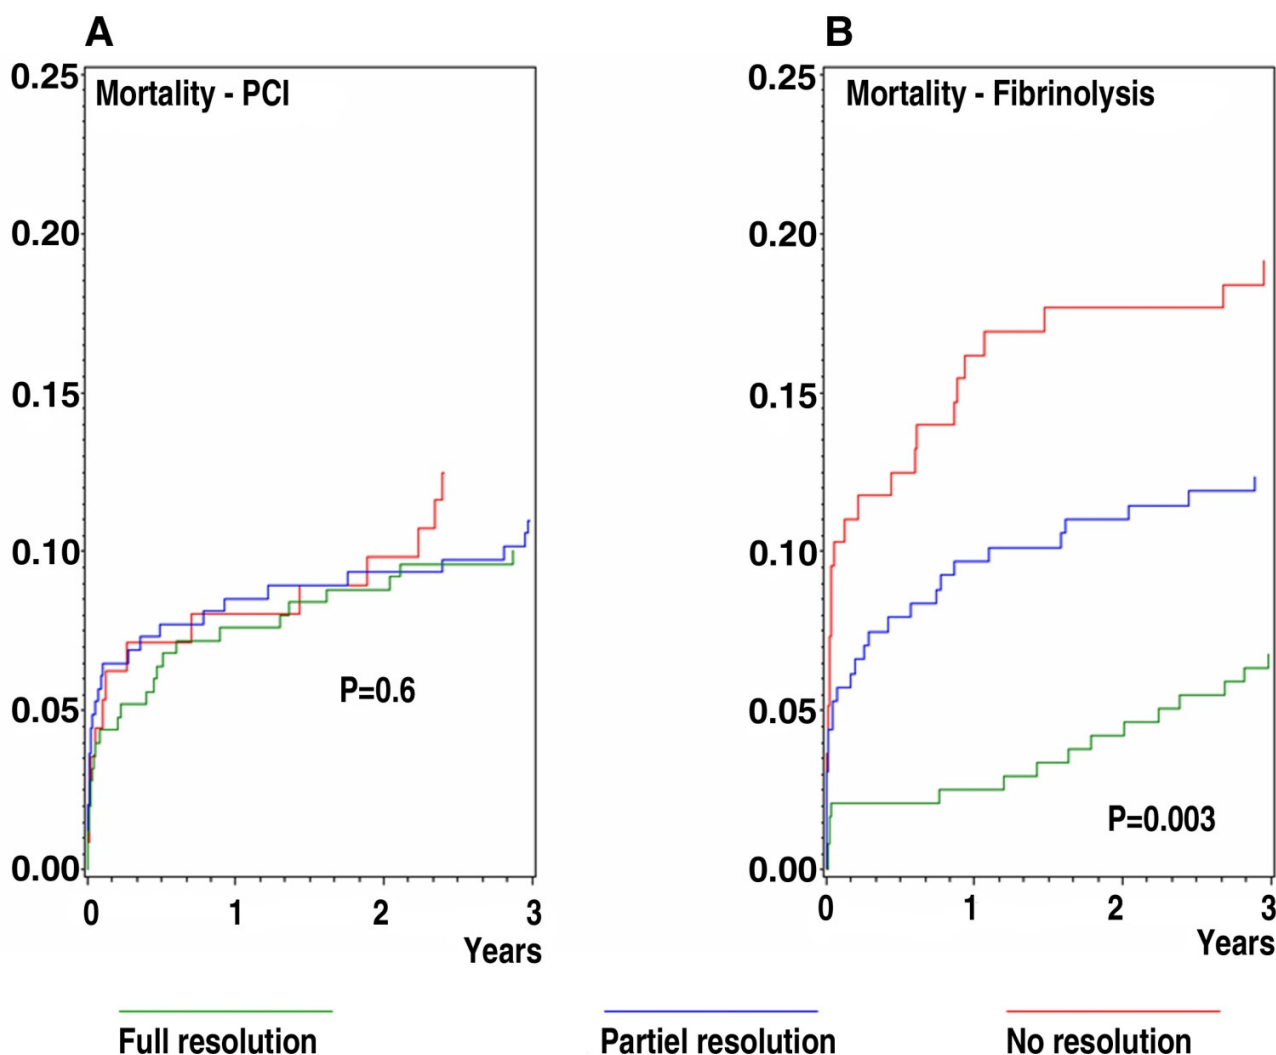 A
Mortality - PCI
0.25
0.20
0.15
0.10
0.05
0.00
P=0.6
0 1 2 3
Years
B
Mortality - Fibrinolysis
0.25
0.20
0.15
0.10
0.05
0.00
P=0.003
0 1 2 3
Years
Full resolution
Partiel resolution
No resolution